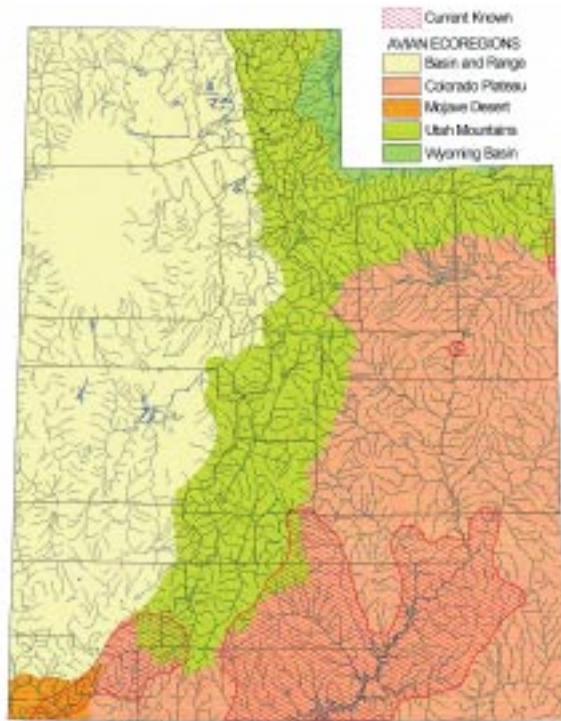 Current Known
AVIAN ECOREGIONS
Basin and Range
Colorado Plateau
Mojave Desert
Utah Mountains
Wyoming Basin